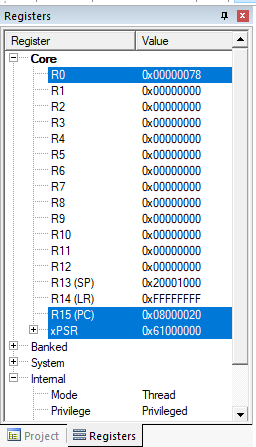 Registers
Register Value
Core
R0 0x00000078
R1 0x00000000
R2 0x00000000
R3 0x00000000
R4 0x00000000
R5 0x00000000
R6 0x00000000
R7 0x00000000
R8 0x00000000
R9 0x00000000
R10 0x00000000
R11 0x00000000
R12 0x00000000
R13 (SP) 0x20001000
R14 (LR) 0xFFFFFFFF
R15 (PC) 0x08000020
xPSR 0x61000000
Banked
System
Internal
Mode Thread
Privilege Privileged
Project Registers